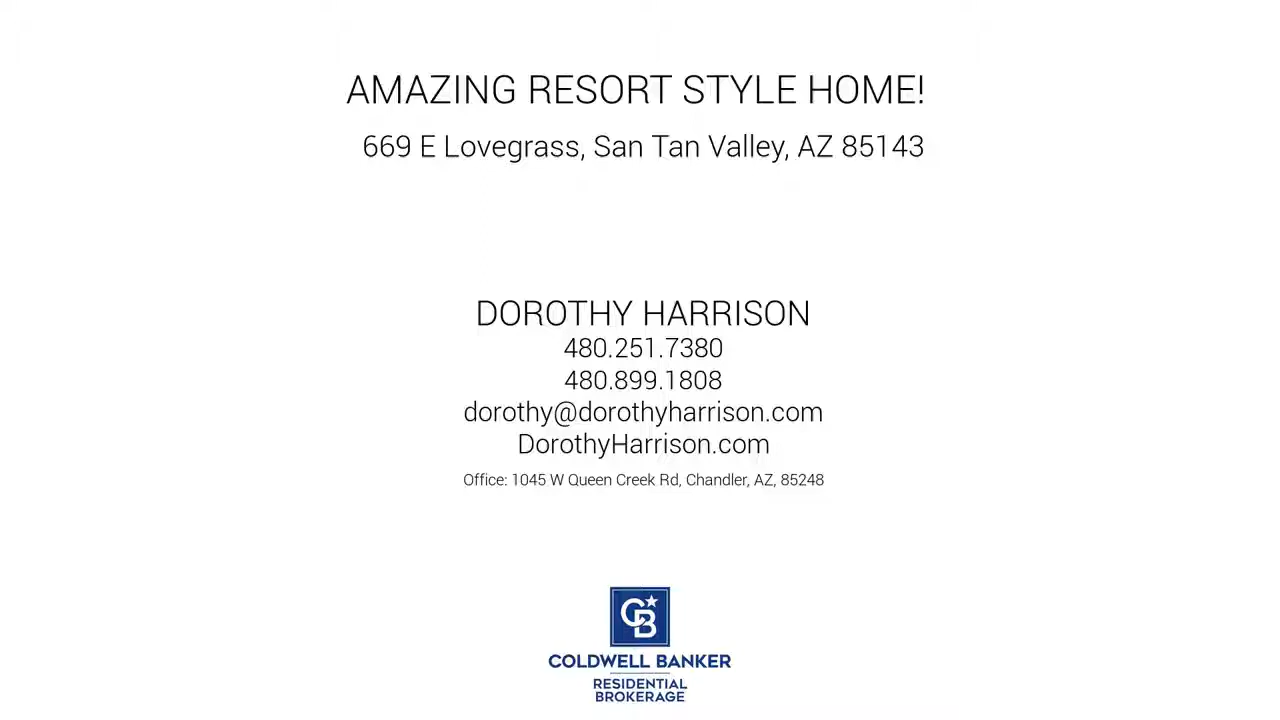 AMAZING RESORT STYLE HOME!
669 E Lovegrass, San Tan Valley, AZ 85143
DOROTHY HARRISON
480.251.7380
480.899.1808
dorothy@dorothyharrison.com
DorothyHarrison.com
Office: 1045 W Queen Creek Rd, Chandler, AZ, 85248
CB
COLDWELL BANKER
RESIDENTIAL
BROKERAGE